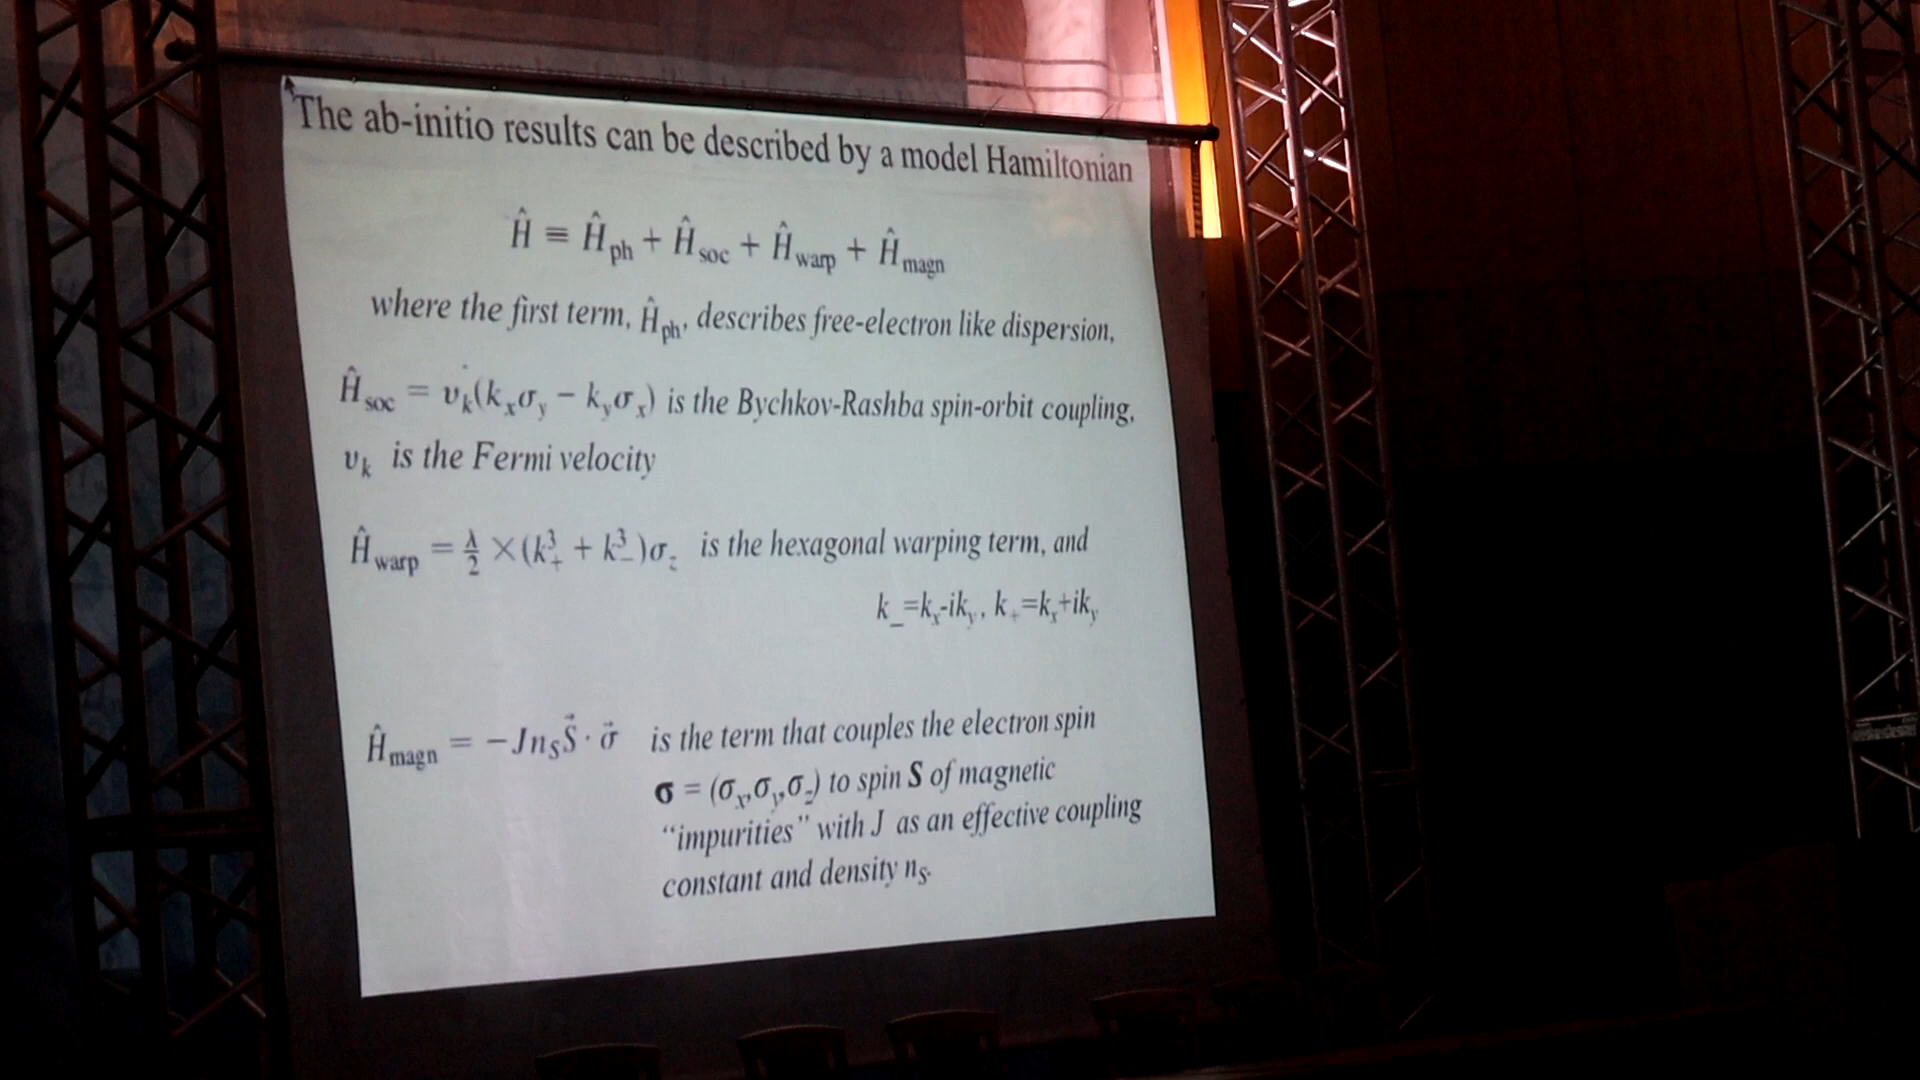 The ab-initio results can be described by a model Hamiltonian
Ĥ ≡ Ĥ_ph + Ĥ_soc + Ĥ_warp + Ĥ_magn
where the first term, Ĥ_ph, describes free-electron like dispersion,
Ĥ_soc = υ_k(k_xσ_y − k_yσ_x) is the Bychkov-Rashba spin-orbit coupling,
υ_k is the Fermi velocity
Ĥ_warp = λ/2 ×(k₊³ + k₋³)σ_z is the hexagonal warping term, and
k_−=k_x-ik_y, k_+=k_x+ik_y
Ĥ_magn = −Jn_S S⃗ · σ⃗ is the term that couples the electron spin
σ = (σ_x,σ_y,σ_z) to spin S of magnetic
“impurities” with J as an effective coupling
constant and density n_S.